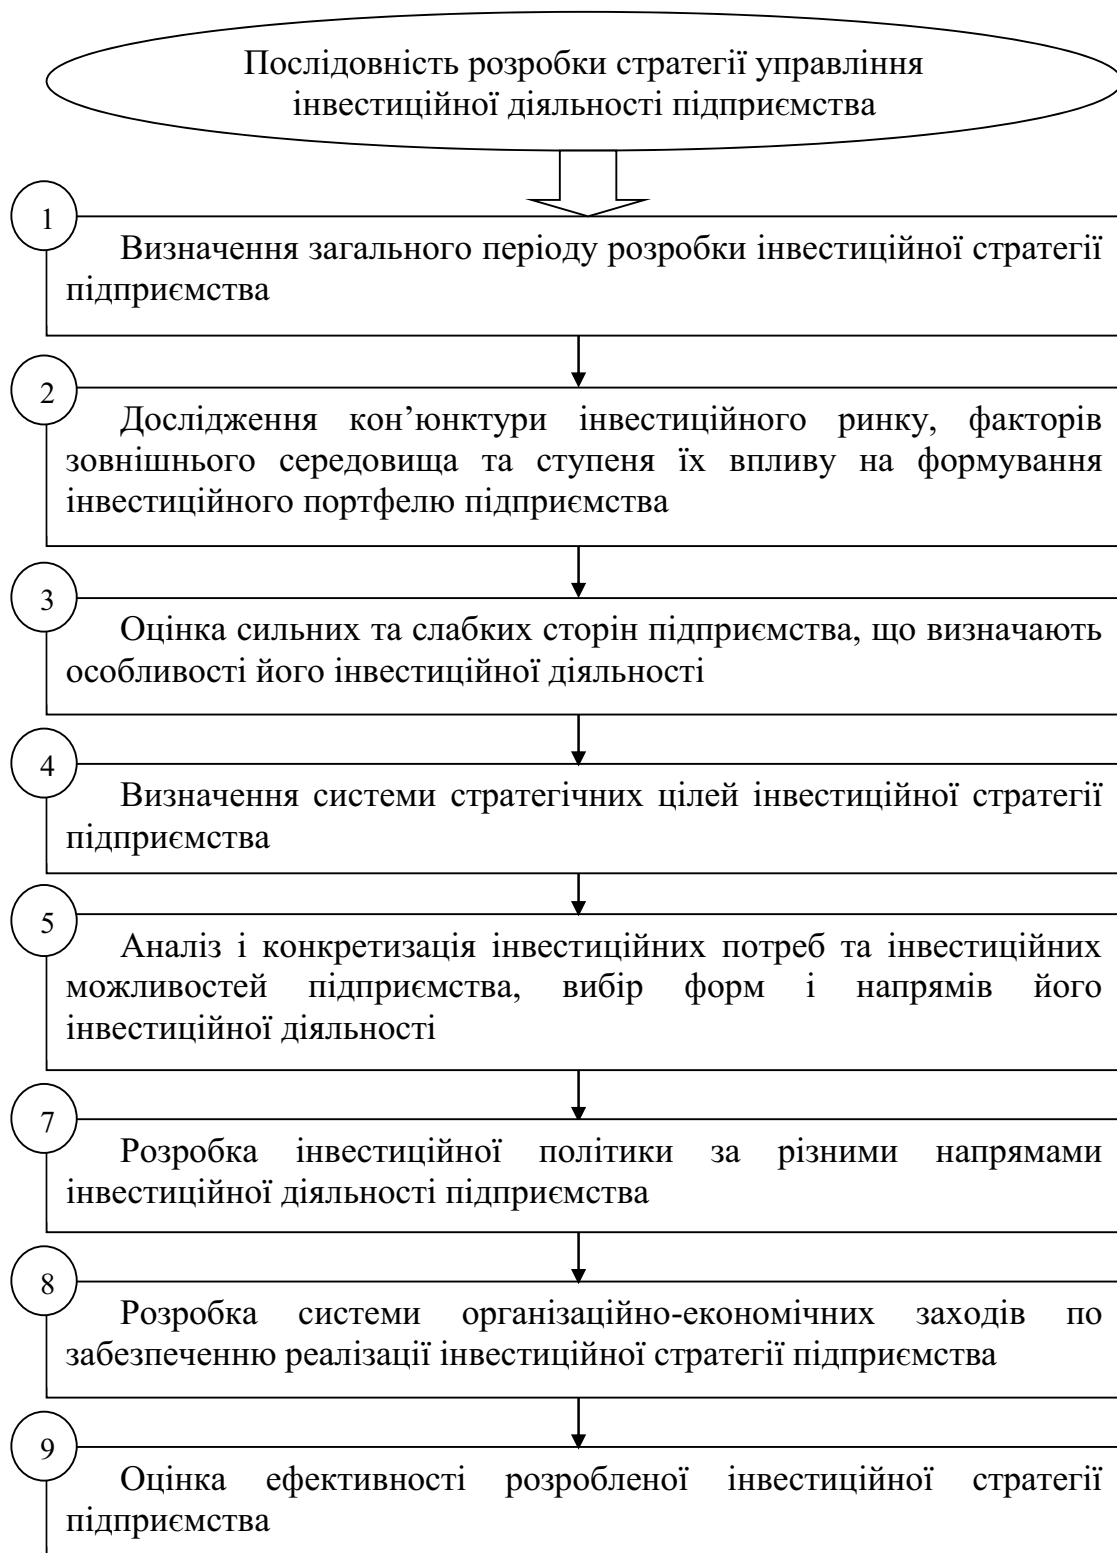 Послідовність розробки стратегії управління
інвестиційної діяльності підприємства
1
Визначення загального періоду розробки інвестиційної стратегії
підприємства
2
Дослідження кон’юнктури інвестиційного ринку, факторів
зовнішнього середовища та ступеня їх впливу на формування
інвестиційного портфелю підприємства
3
Оцінка сильних та слабких сторін підприємства, що визначають
особливості його інвестиційної діяльності
4
Визначення системи стратегічних цілей інвестиційної стратегії
підприємства
5
Аналіз і конкретизація інвестиційних потреб та інвестиційних
можливостей підприємства, вибір форм і напрямів його
інвестиційної діяльності
7
Розробка інвестиційної політики за різними напрямами
інвестиційної діяльності підприємства
8
Розробка системи організаційно-економічних заходів по
забезпеченню реалізації інвестиційної стратегії підприємства
9
Оцінка ефективності розробленої інвестиційної стратегії
підприємства